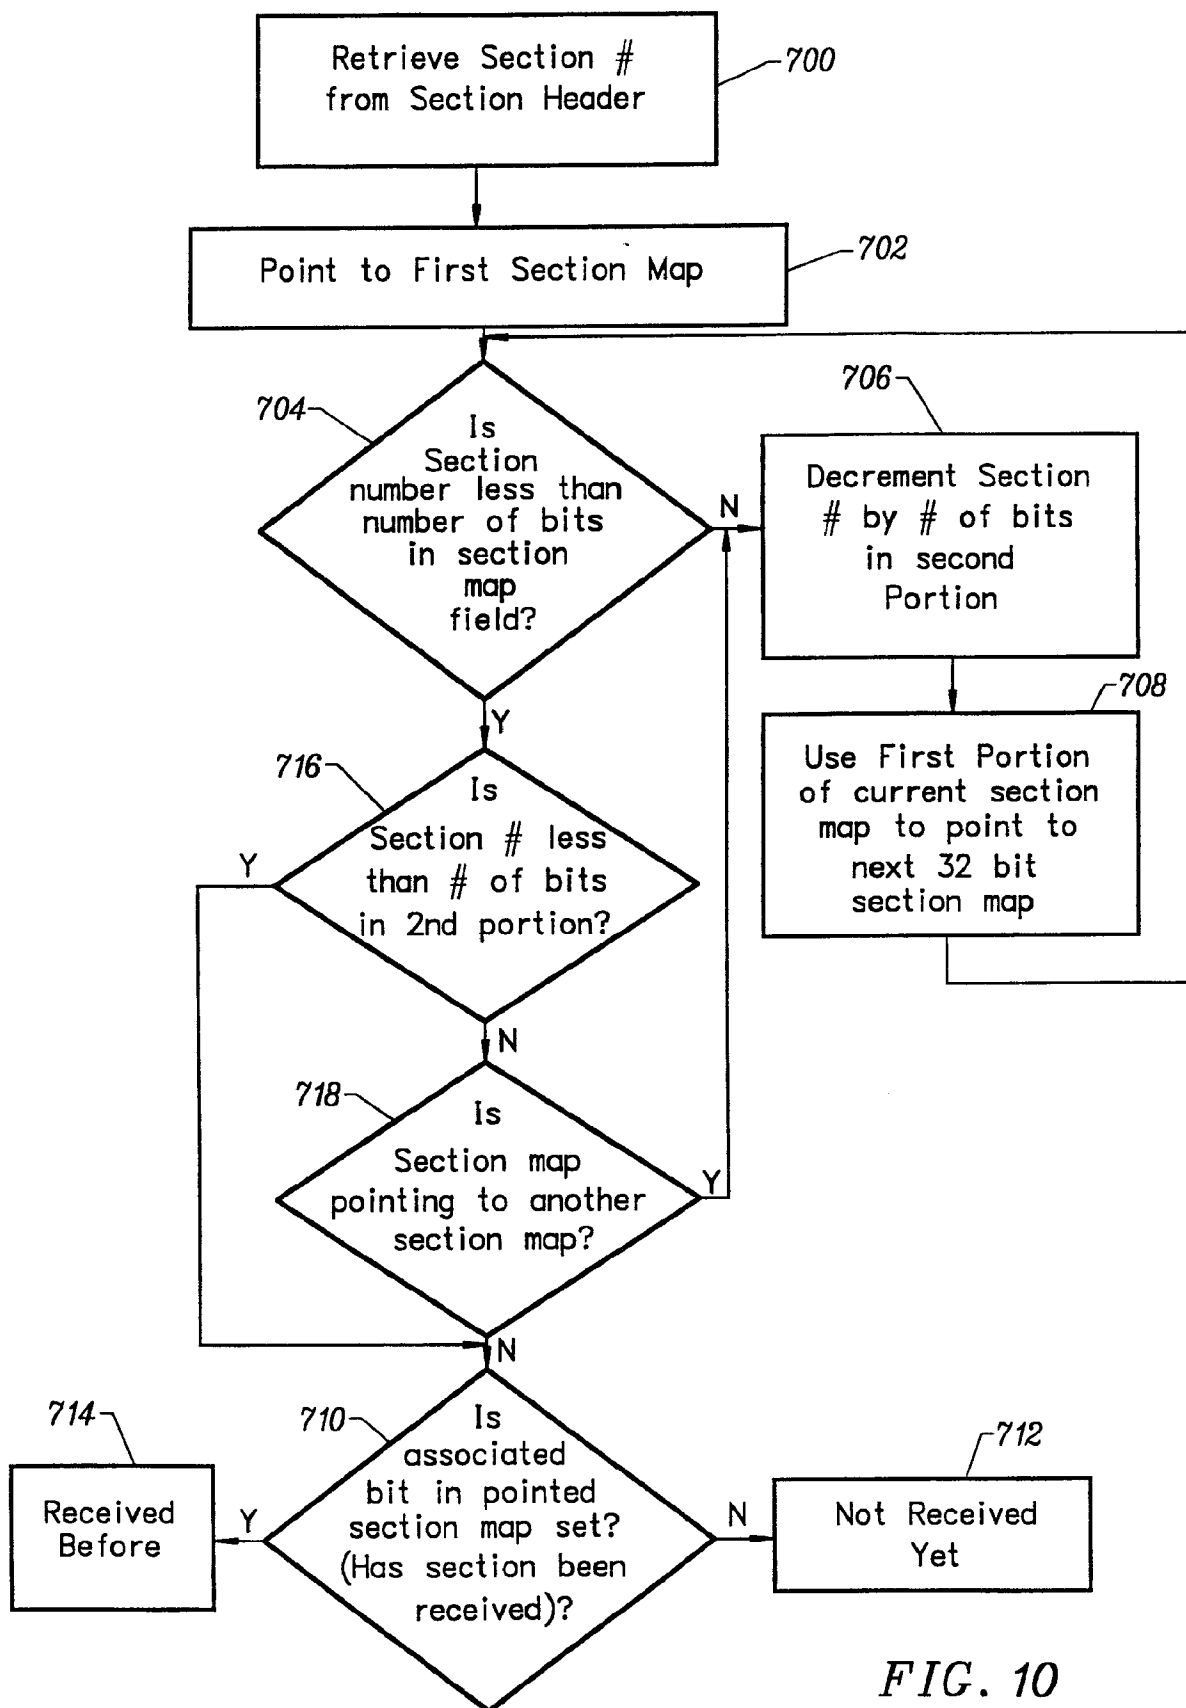 Retrieve Section #
from Section Header
700
Point to First Section Map
702
704
Is
Section
number less than
number of bits
in section
map
field?
N
Y
706
Decrement Section
# by # of bits
in second
Portion
708
Use First Portion
of current section
map to point to
next 32 bit
section map
716
Is
Section # less
than # of bits
in 2nd portion?
Y
N
718
Is
Section map
pointing to another
section map?
Y
N
710
Is
associated
bit in pointed
section map set?
(Has section been
received)?
Y
N
714
Received
Before
712
Not Received
Yet
FIG. 10